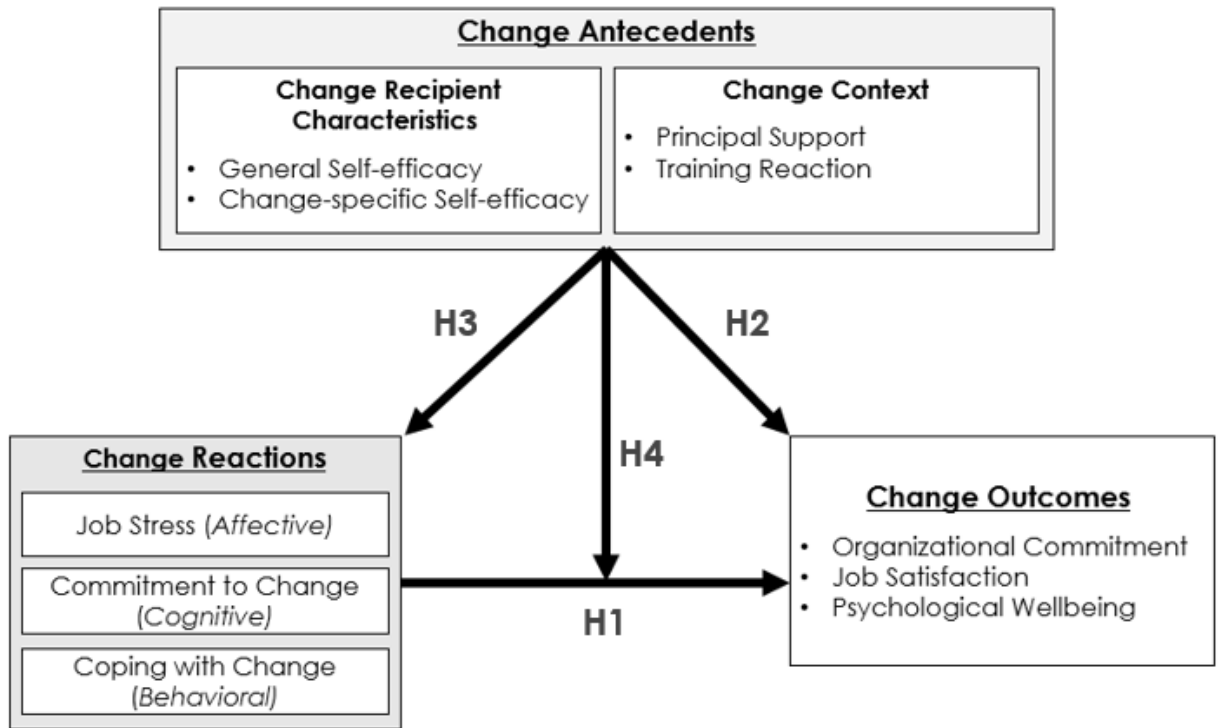 Change Antecedents
Change Recipient
Characteristics
• General Self-efficacy
• Change-specific Self-efficacy
Change Context
• Principal Support
• Training Reaction
H3
H2
H4
H1
Change Reactions
Job Stress (Affective)
Commitment to Change
(Cognitive)
Coping with Change
(Behavioral)
Change Outcomes
• Organizational Commitment
• Job Satisfaction
• Psychological Wellbeing